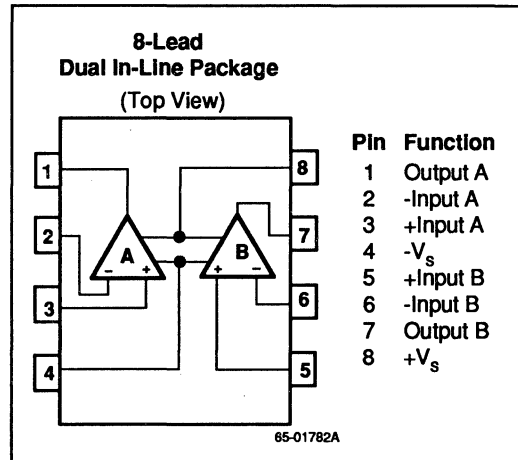 8-Lead
Dual In-Line Package
(Top View)
1
2
3
4
8
7
6
5
A
B
- +
+ -
65-01782A
Pin Function
1 Output A
2 -Input A
3 +Input A
4 -Vs
5 +Input B
6 -Input B
7 Output B
8 +Vs